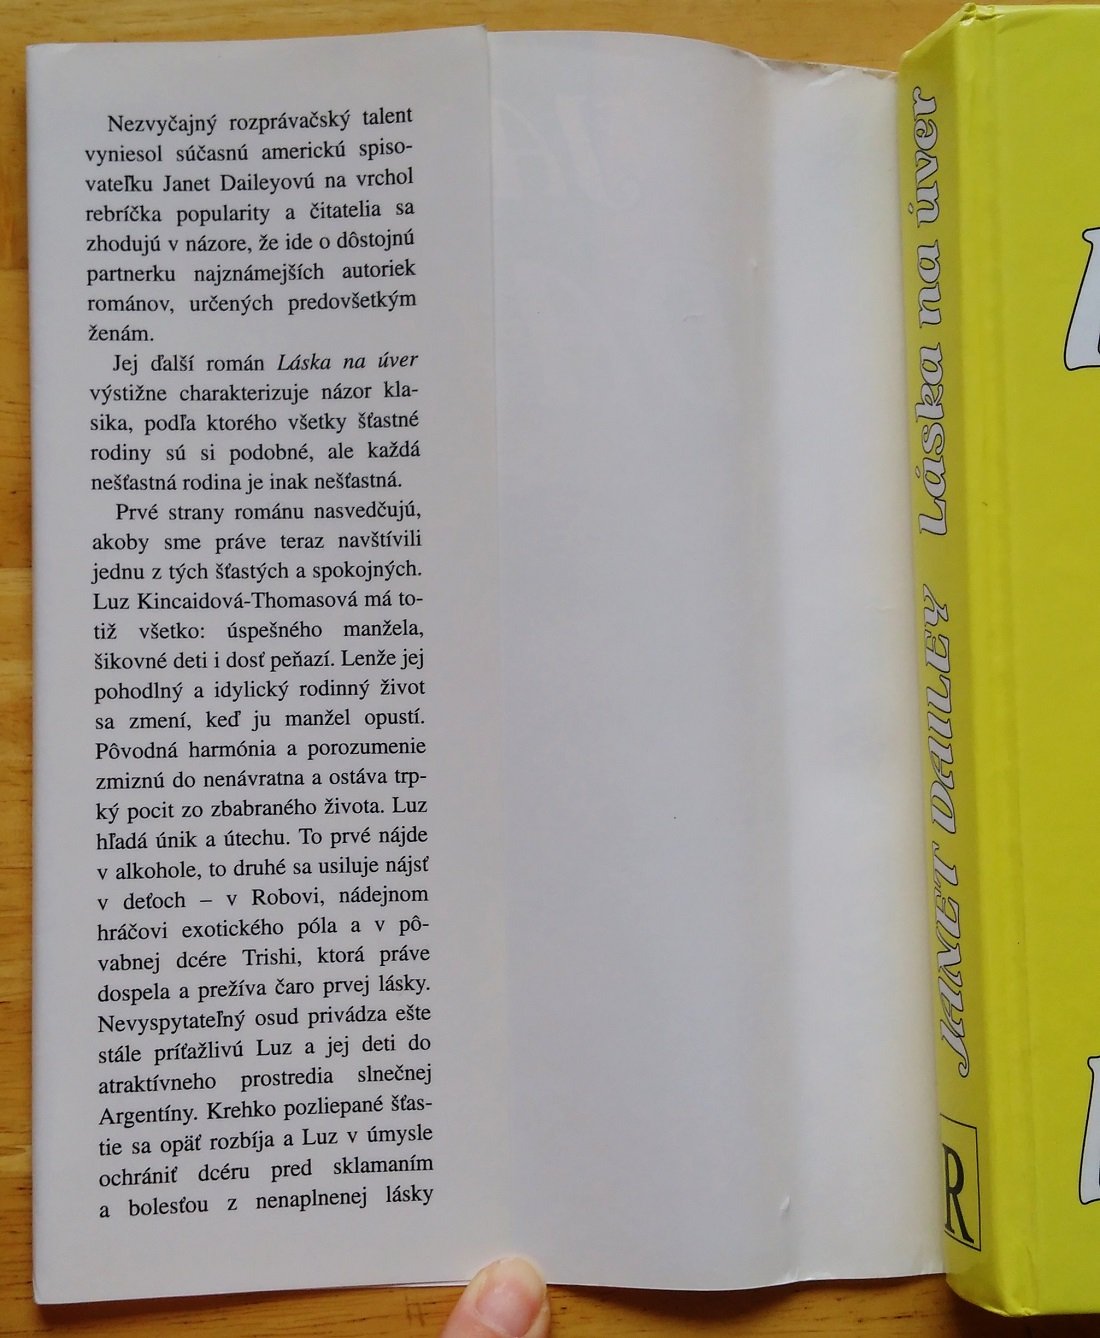 Nezvyčajný rozprávačský talent
vyniesol súčasnú americkú spiso-
vateľku Janet Daileyovú na vrchol
rebríčka popularity a čitatelia sa
zhodujú v názore, že ide o dôstojnú
partnerku najznámejších autoriek
románov, určených predovšetkým
ženám.
Jej ďalší román Láska na úver
výstižne charakterizuje názor kla-
sika, podľa ktorého všetky šťastné
rodiny sú si podobné, ale každá
nešťastná rodina je inak nešťastná.
Prvé strany románu nasvedčujú,
akoby sme práve teraz navštívili
jednu z tých šťastých a spokojných.
Luz Kincaidová-Thomasová má to-
tiž všetko: úspešného manžela,
šikovné deti i dosť peňazí. Lenže jej
pohodlný a idylický rodinný život
sa zmení, keď ju manžel opustí.
Pôvodná harmónia a porozumenie
zmiznú do nenávratna a ostáva trp-
ký pocit zo zbabraného života. Luz
hľadá únik a útechu. To prvé nájde
v alkohole, to druhé sa usiluje nájsť
v deťoch – v Robovi, nádejnom
hráčovi exotického póla a v pô-
vabnej dcére Trishi, ktorá práve
dospela a prežíva čaro prvej lásky.
Nevyspytateľný osud privádza ešte
stále príťažlivú Luz a jej deti do
atraktívneho prostredia slnečnej
Argentíny. Krehko pozliepané šťas-
tie sa opäť rozbíja a Luz v úmysle
ochrániť dcéru pred sklamaním
a bolesťou z nenaplnenej lásky
JANET DAILEY Láska na úver
R